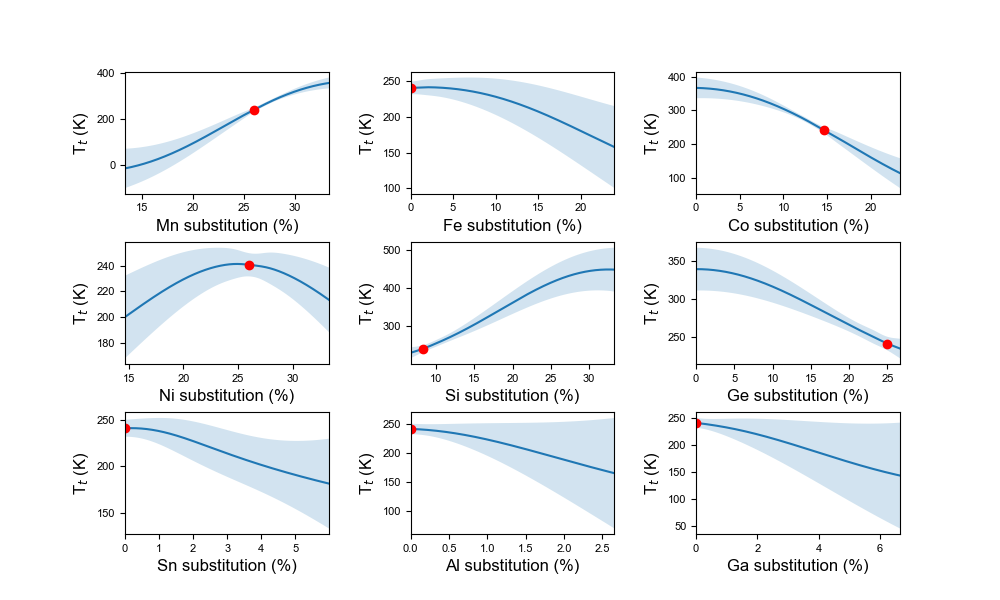 400
200
0
T_t (K)
15 20 25 30
Mn substitution (%)
250
200
150
100
T_t (K)
0 5 10 15 20
Fe substitution (%)
400
300
200
100
T_t (K)
0 5 10 15 20
Co substitution (%)
240
220
200
180
T_t (K)
15 20 25 30
Ni substitution (%)
500
400
300
T_t (K)
10 15 20 25 30
Si substitution (%)
350
300
250
T_t (K)
0 5 10 15 20 25
Ge substitution (%)
250
200
150
T_t (K)
0 1 2 3 4 5
Sn substitution (%)
250
200
150
100
T_t (K)
0.0 0.5 1.0 1.5 2.0 2.5
Al substitution (%)
250
200
150
100
50
T_t (K)
0 2 4 6
Ga substitution (%)